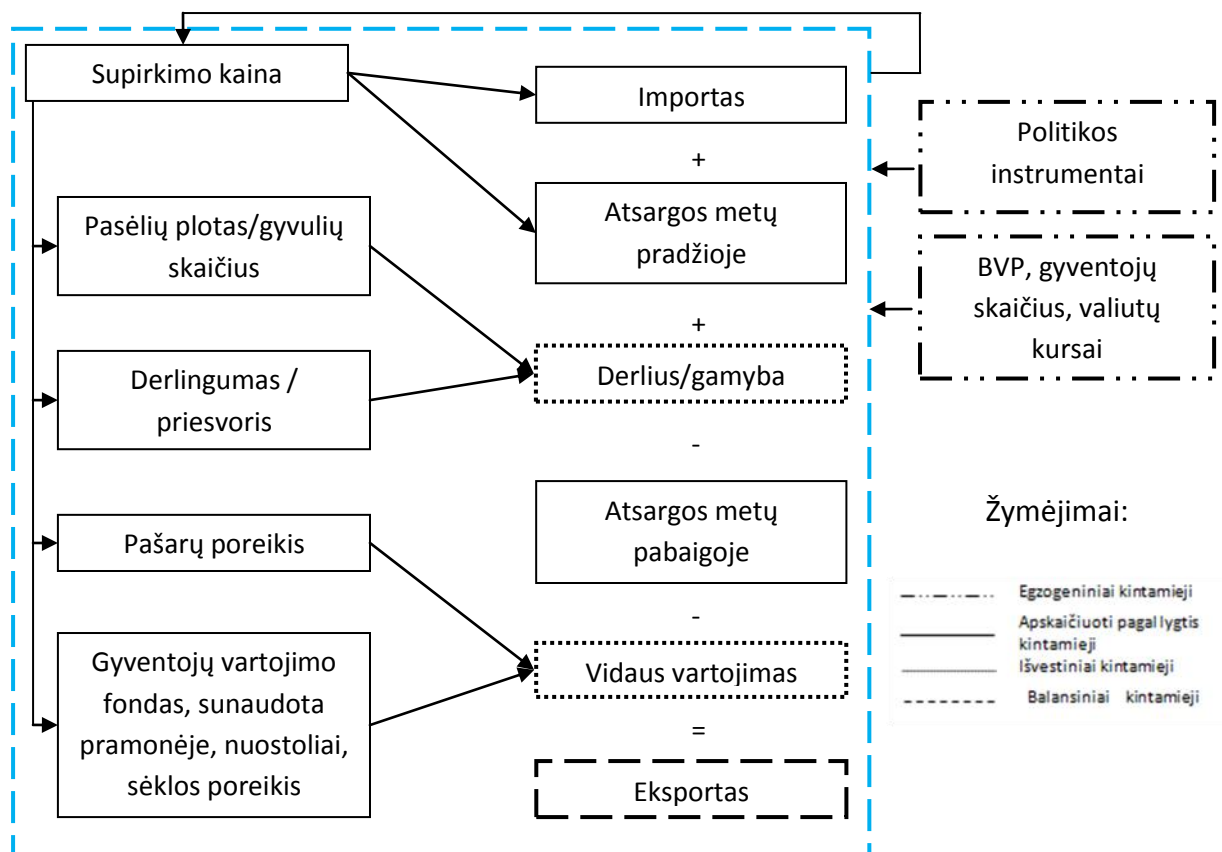 Supirkimo kaina
Importas
+
Atsargos metų
pradžioje
+
Pasėlių plotas/gyvulių
skaičius
Derlius/gamyba
Derlingumas /
priesvoris
-
Atsargos metų
pabaigoje
Pašarų poreikis
-
Gyventojų vartojimo
fondas, sunaudota
pramonėje, nuostoliai,
sėklos poreikis
Vidaus vartojimas
=
Eksportas
Politikos
instrumentai
BVP, gyventojų
skaičius, valiutų
kursai
Žymėjimai:
Egzogeniniai kintamieji
Apskaičiuoti pagal lygtis
kintamieji
Išvestiniai kintamieji
Balansiniai kintamieji